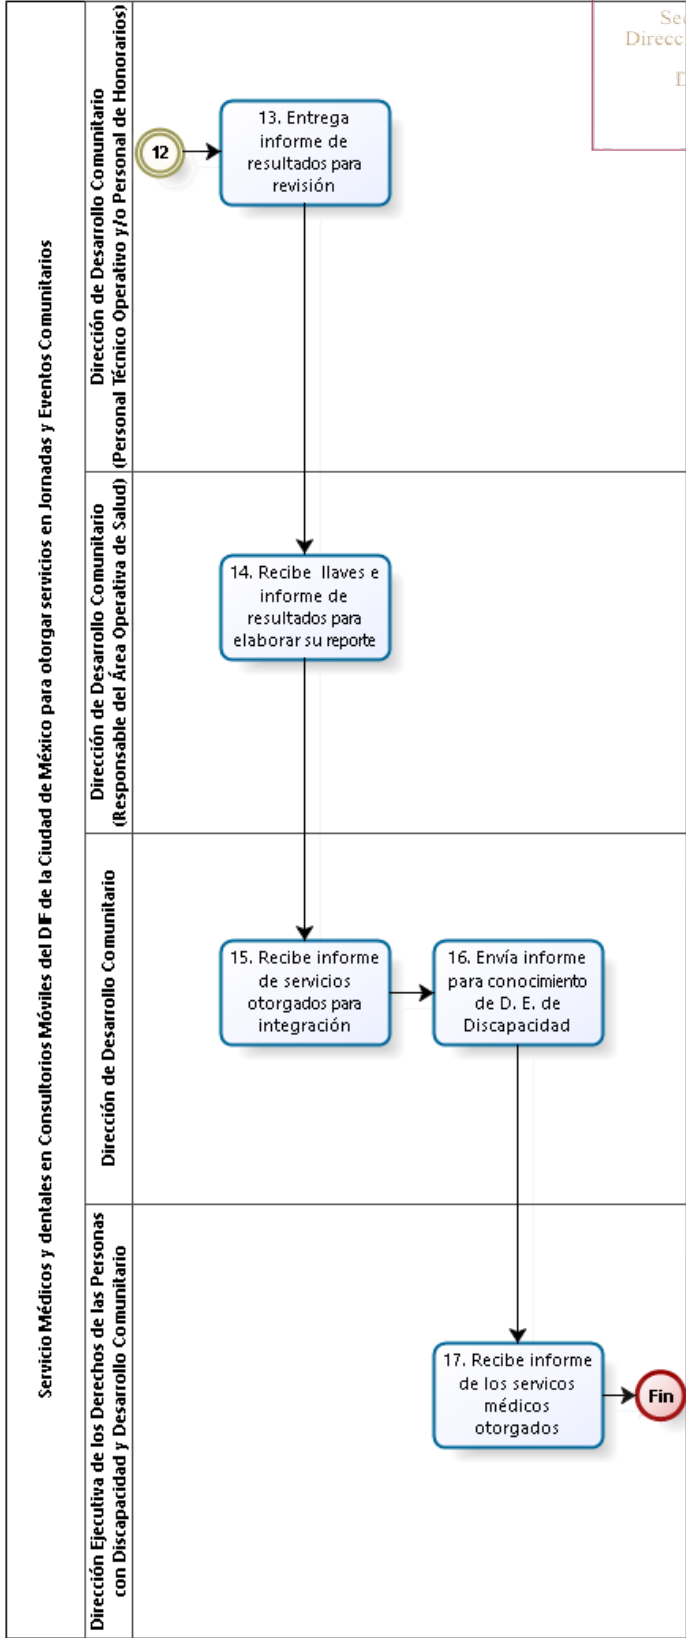 Servicio Médicos y dentales en Consultorios Móviles del DIF de la Ciudad de México para otorgar servicios en Jornadas y Eventos Comunitarios
Dirección de Desarrollo Comunitario
(Personal Técnico Operativo y/o Personal de Honorarios)
12
13. Entrega
informe de
resultados para
revisión
Dirección de Desarrollo Comunitario
(Responsable del Área Operativa de Salud)
14. Recibe llaves e
informe de
resultados para
elaborar su reporte
Dirección de Desarrollo Comunitario
15. Recibe informe
de servicios
otorgados para
integración
16. Envía informe
para conocimiento
de D. E. de
Discapacidad
Dirección Ejecutiva de los Derechos de las Personas
con Discapacidad y Desarrollo Comunitario
17. Recibe informe
de los servicos
médicos
otorgados
Fin